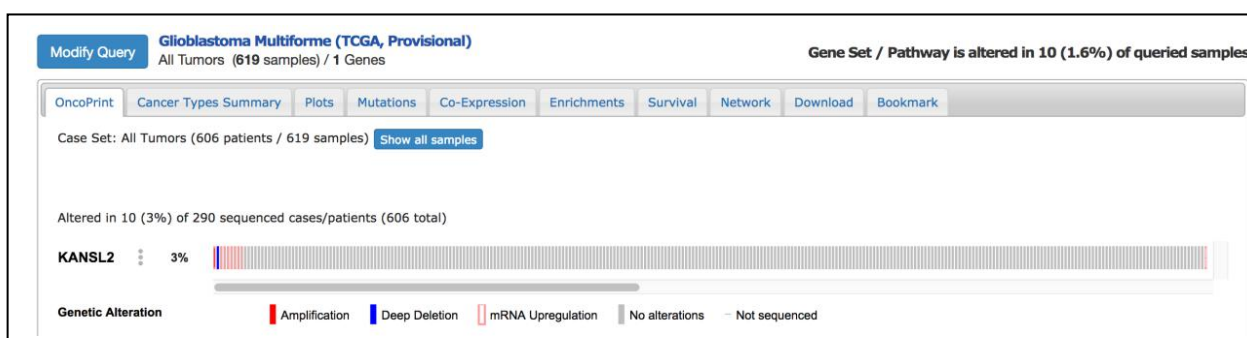 Modify Query
Glioblastoma Multiforme (TCGA, Provisional)
All Tumors (619 samples) / 1 Genes
Gene Set / Pathway is altered in 10 (1.6%) of queried samples
OncoPrint Cancer Types Summary Plots Mutations Co-Expression Enrichments Survival Network Download Bookmark
Case Set: All Tumors (606 patients / 619 samples) Show all samples
Altered in 10 (3%) of 290 sequenced cases/patients (606 total)
KANSL2 3%
Genetic Alteration Amplification Deep Deletion mRNA Upregulation No alterations Not sequenced